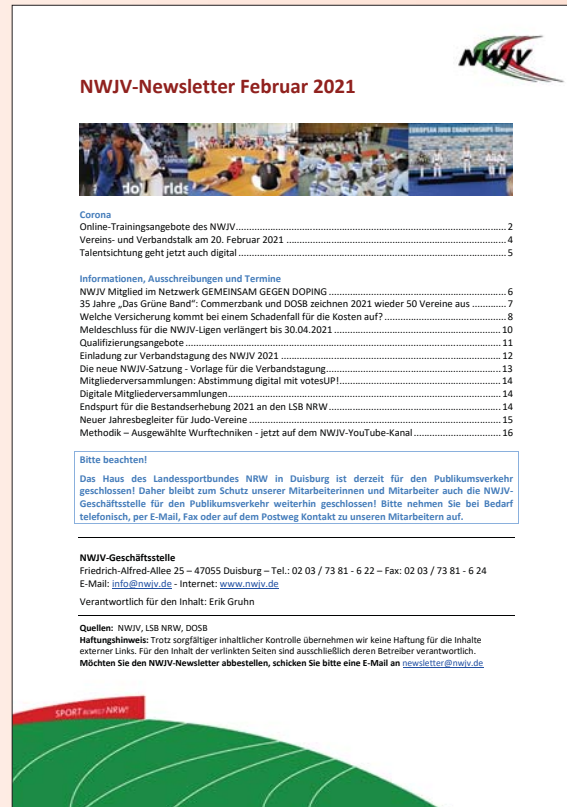 NWJV
NWJV-Newsletter Februar 2021
EUROPEAN JUDO CHAMPIONSHIPS
do Worlds
Corona
Online-Trainingsangebote des NWJV 2
Vereins- und Verbandstalk am 20. Februar 2021 4
Talentsichtung geht jetzt auch digital 5
Informationen, Ausschreibungen und Termine
NWJV Mitglied im Netzwerk GEMEINSAM GEGEN DOPING 6
35 Jahre „Das Grüne Band“: Commerzbank und DOSB zeichnen 2021 wieder 50 Vereine aus 7
Welche Versicherung kommt bei einem Schadenfall für die Kosten auf? 8
Meldeschluss für die NWJV-Ligen verlängert bis 30.04.2021 10
Qualifizierungsangebote 11
Einladung zur Verbandstagung des NWJV 2021 12
Die neue NWJV-Satzung - Vorlage für die Verbandstagung 13
Mitgliederversammlungen: Abstimmung digital mit votesUP! 14
Digitale Mitgliederversammlungen 14
Endspurt für die Bestandserhebung 2021 an den LSB NRW 14
Neuer Jahresbegleiter für Judo-Vereine 15
Methodik – Ausgewählte Wurftechniken - jetzt auf dem NWJV-YouTube-Kanal 16
Bitte beachten!
Das Haus des Landessportbundes NRW in Duisburg ist derzeit für den Publikumsverkehr
geschlossen! Daher bleibt zum Schutz unserer Mitarbeiterinnen und Mitarbeiter auch die NWJV-
Geschäftsstelle für den Publikumsverkehr weiterhin geschlossen! Bitte nehmen Sie bei Bedarf
telefonisch, per E-Mail, Fax oder auf dem Postweg Kontakt zu unseren Mitarbeitern auf.
NWJV-Geschäftsstelle
Friedrich-Alfred-Allee 25 – 47055 Duisburg – Tel.: 02 03 / 73 81 - 6 22 – Fax: 02 03 / 73 81 - 6 24
E-Mail: info@nwjv.de - Internet: www.nwjv.de
Verantwortlich für den Inhalt: Erik Gruhn
Quellen: NWJV, LSB NRW, DOSB
Haftungshinweis: Trotz sorgfältiger inhaltlicher Kontrolle übernehmen wir keine Haftung für die Inhalte
externer Links. Für den Inhalt der verlinkten Seiten sind ausschließlich deren Betreiber verantwortlich.
Möchten Sie den NWJV-Newsletter abbestellen, schicken Sie bitte eine E-Mail an newsletter@nwjv.de
SPORT BEWEGT NRW!